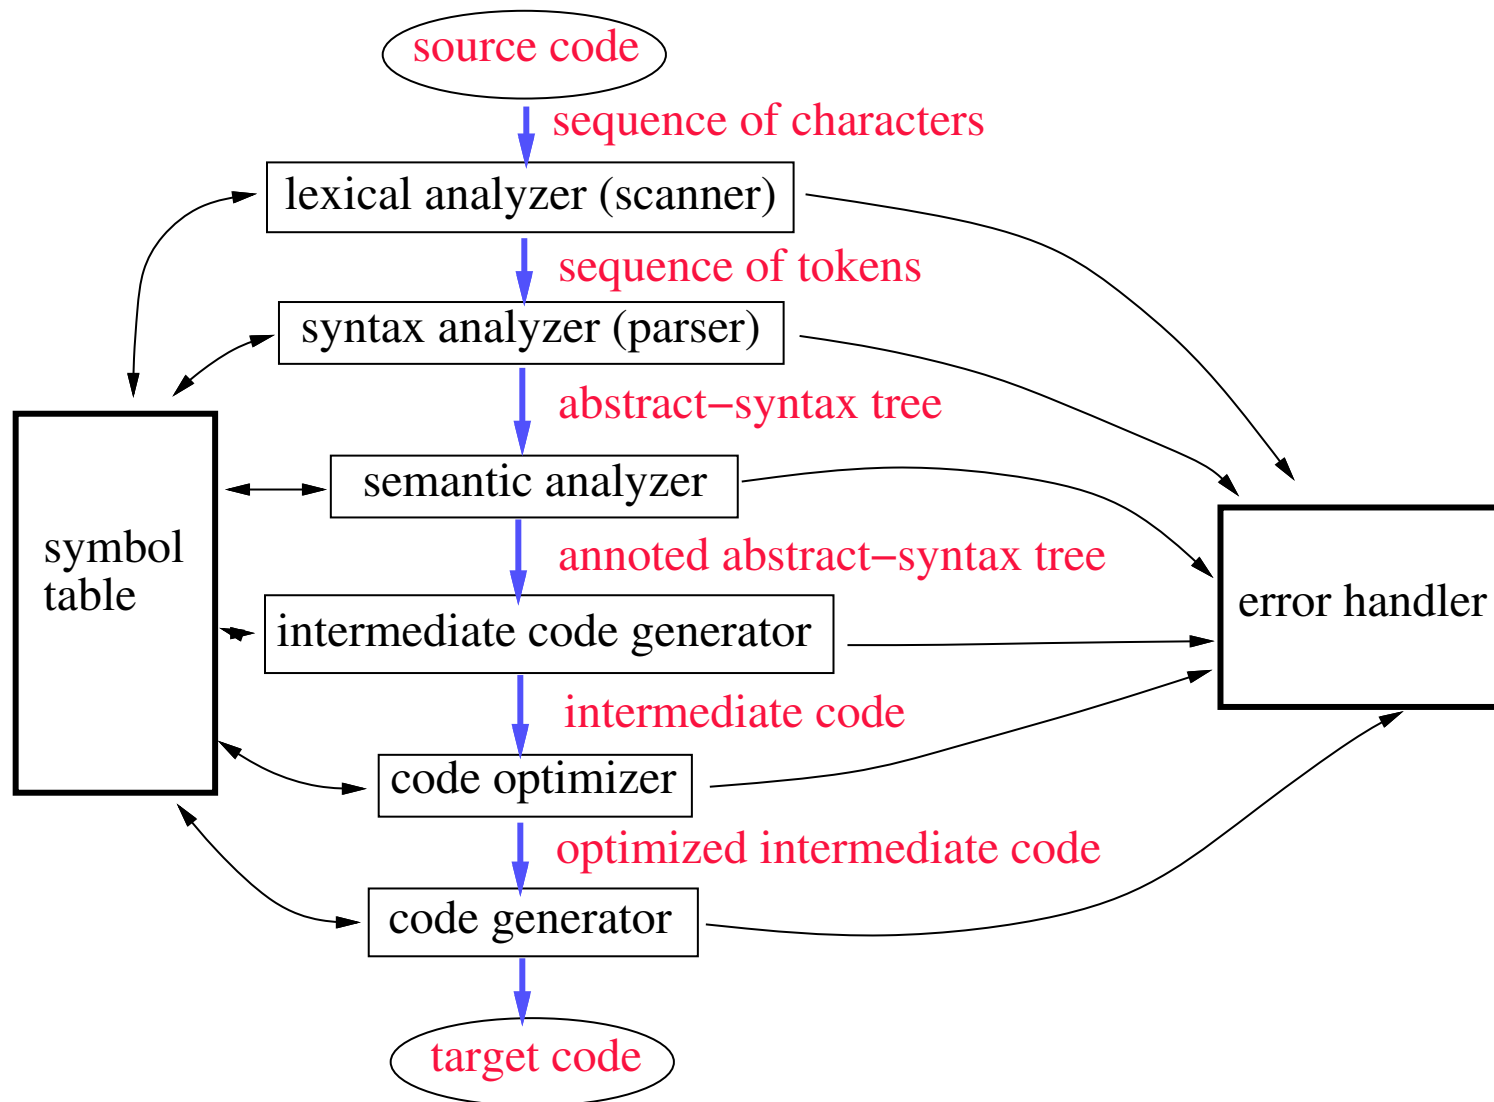 source code
sequence of characters
lexical analyzer (scanner)
sequence of tokens
syntax analyzer (parser)
abstract−syntax tree
semantic analyzer
symbol
table
annoted abstract−syntax tree
error handler
intermediate code generator
intermediate code
code optimizer
optimized intermediate code
code generator
target code